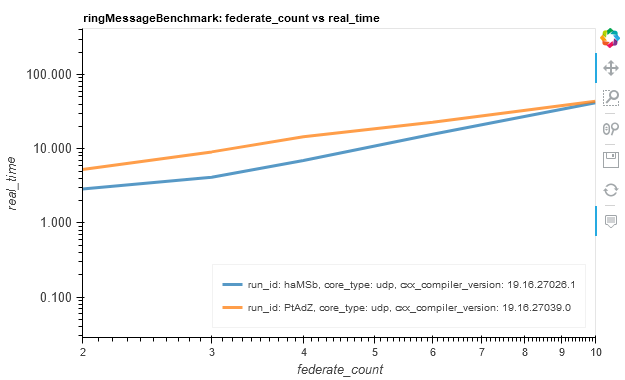 ringMessageBenchmark: federate_count vs real_time
100.000
10.000
1.000
0.100
real_time
run_id: haMSb, core_type: udp, cxx_compiler_version: 19.16.27026.1
run_id: PtAdZ, core_type: udp, cxx_compiler_version: 19.16.27039.0
2 3 4 5 6 7 8 9 10
federate_count